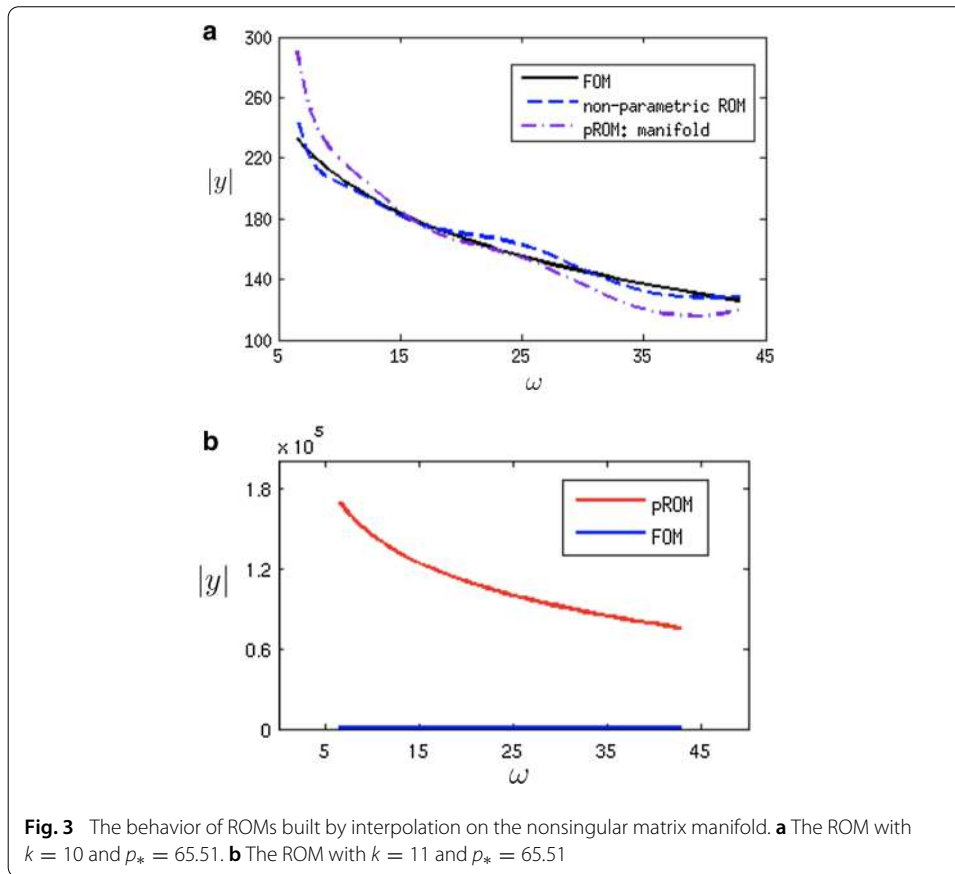 a
300
260
220
180
140
100
|y|
FOM
non-parametric ROM
pROM: manifold
5
15
25
35
45
ω
b
× 10^5
1.8
1.2
0.6
0
|y|
pROM
FOM
5
15
25
35
45
ω
Fig. 3 The behavior of ROMs built by interpolation on the nonsingular matrix manifold. a The ROM with
k = 10 and p∗ = 65.51. b The ROM with k = 11 and p∗ = 65.51